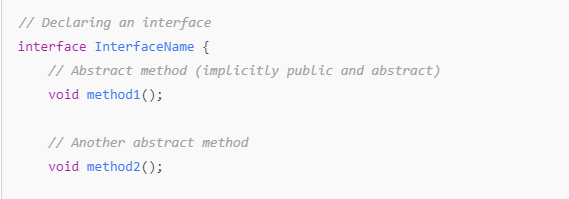 // Declaring an interface
interface InterfaceName {
    // Abstract method (implicitly public and abstract)
    void method1();

    // Another abstract method
    void method2();